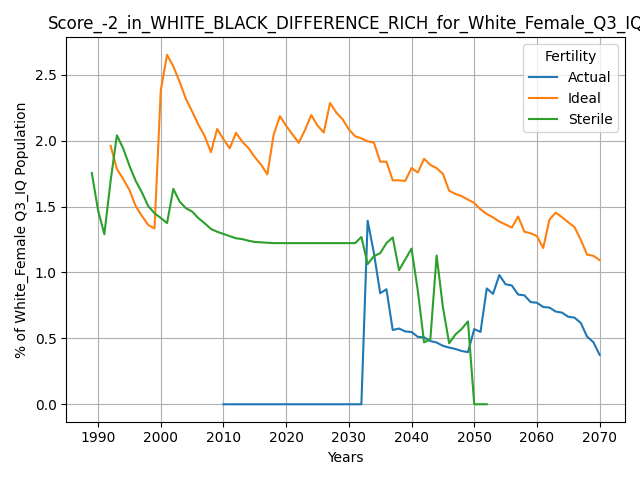 Score_-2_in_WHITE_BLACK_DIFFERENCE_RICH_for_White_Female_Q3_IQ
Fertility
Actual
Ideal
Sterile
% of White_Female Q3_IQ Population
2.5
2.0
1.5
1.0
0.5
0.0
1990 2000 2010 2020 2030 2040 2050 2060 2070
Years